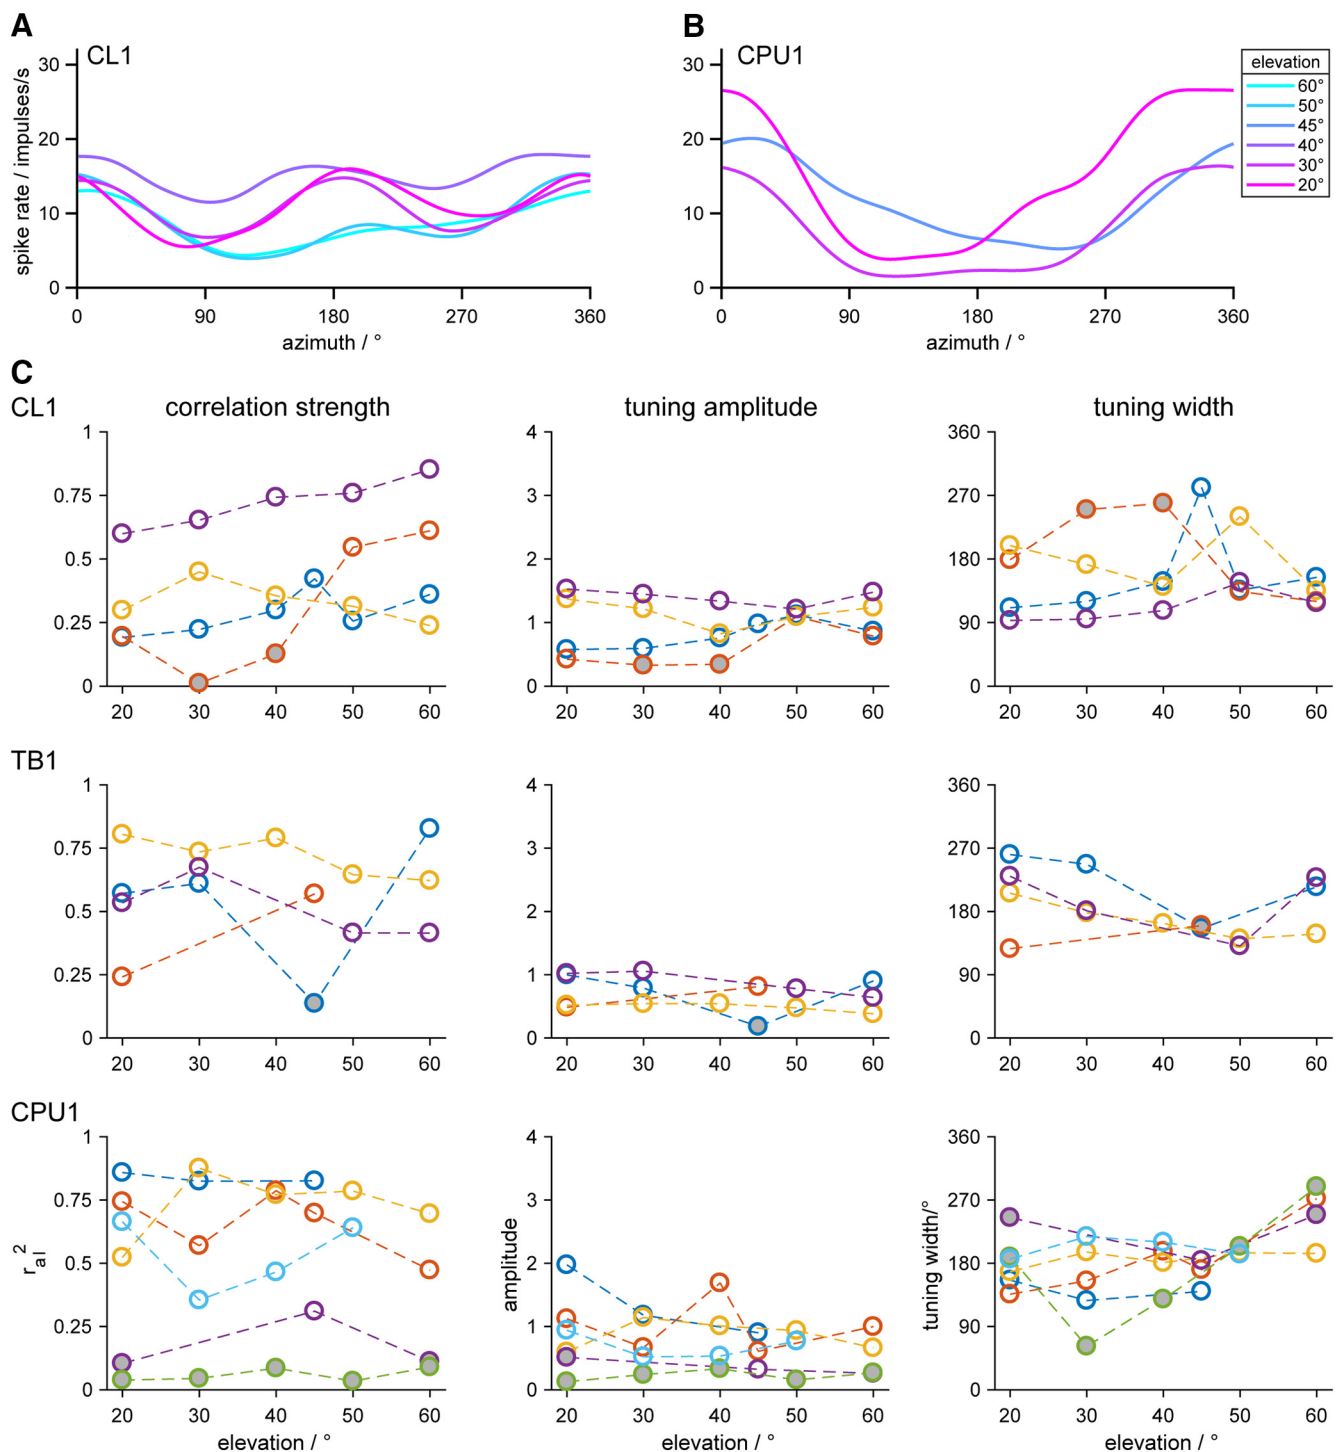 A
CL1
spike rate / impulses/s
30
20
10
0
0 90 180 270 360
azimuth / °
B
CPU1
30
20
10
0
0 90 180 270 360
azimuth / °
elevation
60°
50°
45°
40°
30°
20°
C
CL1
correlation strength
tuning amplitude
tuning width
1
0.75
0.5
0.25
0
20 30 40 50 60
4
3
2
1
0
20 30 40 50 60
360
270
180
90
0
20 30 40 50 60
TB1
1
0.75
0.5
0.25
0
20 30 40 50 60
4
3
2
1
0
20 30 40 50 60
360
270
180
90
0
20 30 40 50 60
CPU1
r_al^2
1
0.75
0.5
0.25
0
20 30 40 50 60
elevation / °
amplitude
4
3
2
1
0
20 30 40 50 60
elevation / °
tuning width/°
360
270
180
90
0
20 30 40 50 60
elevation / °